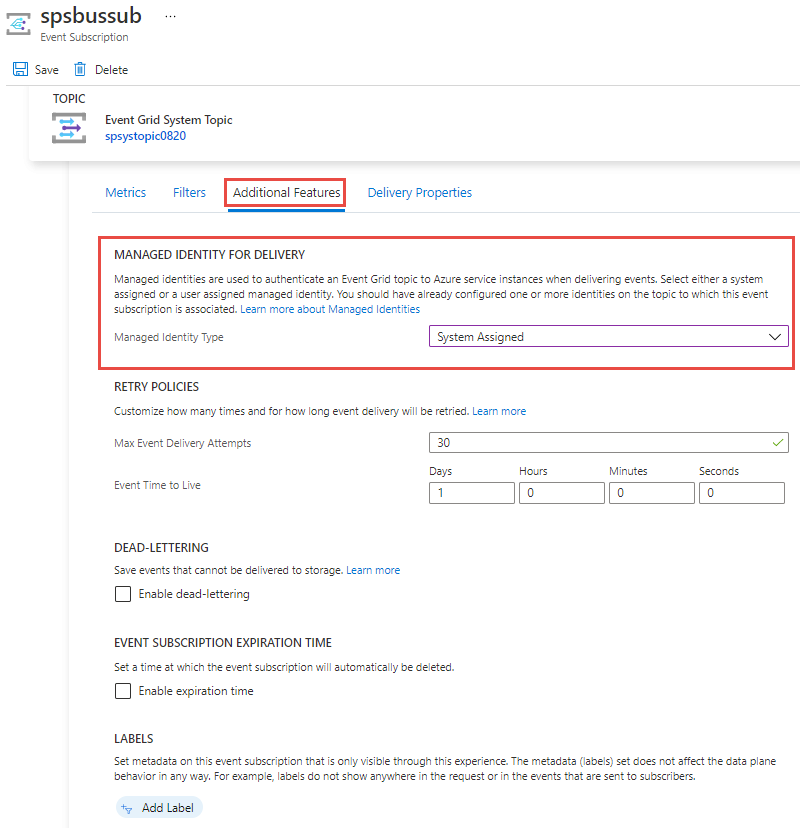 spsbussub ...
Event Subscription
Save Delete
TOPIC
Event Grid System Topic
spsystopic0820
Metrics Filters Additional Features Delivery Properties
MANAGED IDENTITY FOR DELIVERY
Managed identities are used to authenticate an Event Grid topic to Azure service instances when delivering events. Select either a system
assigned or a user assigned managed identity. You should have already configured one or more identities on the topic to which this event
subscription is associated. Learn more about Managed Identities
Managed Identity Type System Assigned
RETRY POLICIES
Customize how many times and for how long event delivery will be retried. Learn more
Max Event Delivery Attempts 30
Days Hours Minutes Seconds
Event Time to Live 1 0 0 0
DEAD-LETTERING
Save events that cannot be delivered to storage. Learn more
Enable dead-lettering
EVENT SUBSCRIPTION EXPIRATION TIME
Set a time at which the event subscription will automatically be deleted.
Enable expiration time
LABELS
Set metadata on this event subscription that is only visible through this experience. The metadata (labels) set does not affect the data plane
behavior in any way. For example, labels do not show anywhere in the request or in the events that are sent to subscribers.
Add Label